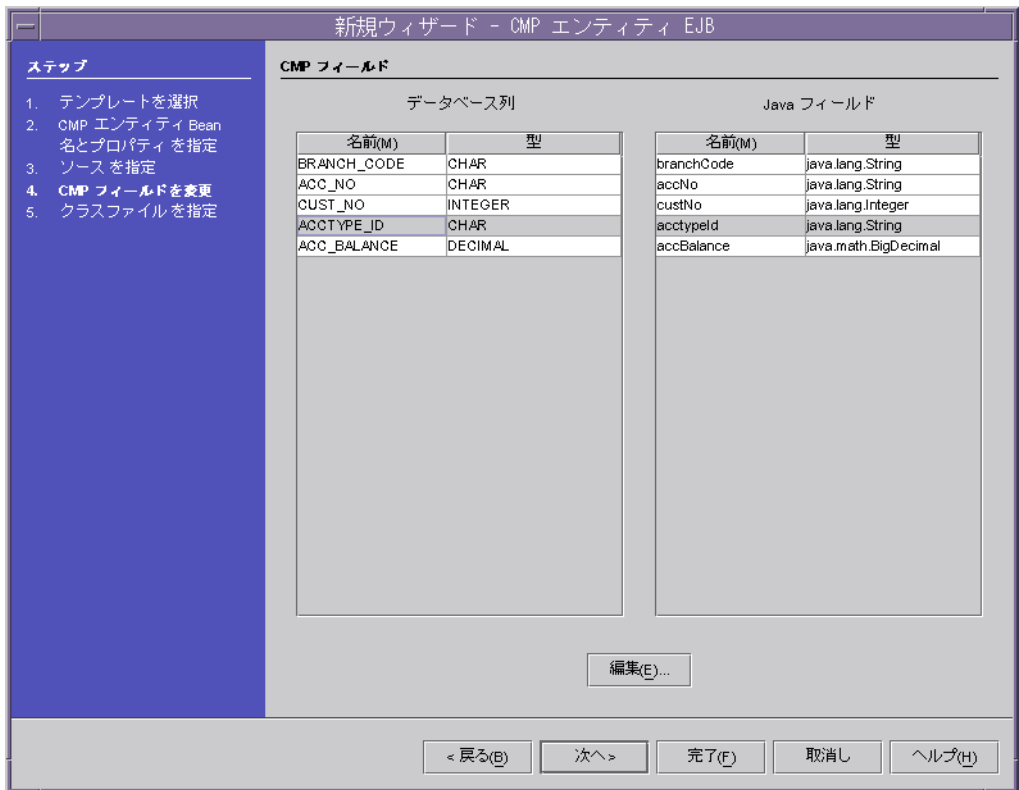 新規ウィザード - CMP エンティティ EJB
ステップ
1. テンプレートを選択
2. CMP エンティティ Bean
名とプロパティ を指定
3. ソース を指定
4. CMP フィールドを変更
5. クラスファイル を指定
CMP フィールド
データベース列
名前(M) 型
BRANCH_CODE CHAR
ACC_NO CHAR
CUST_NO INTEGER
ACCTYPE_ID CHAR
ACC_BALANCE DECIMAL
Java フィールド
名前(M) 型
branchCode java.lang.String
accNo java.lang.String
custNo java.lang.Integer
acctypeId java.lang.String
accBalance java.math.BigDecimal
編集(E)...
< 戻る(B) 次へ > 完了(F) 取消し ヘルプ(H)